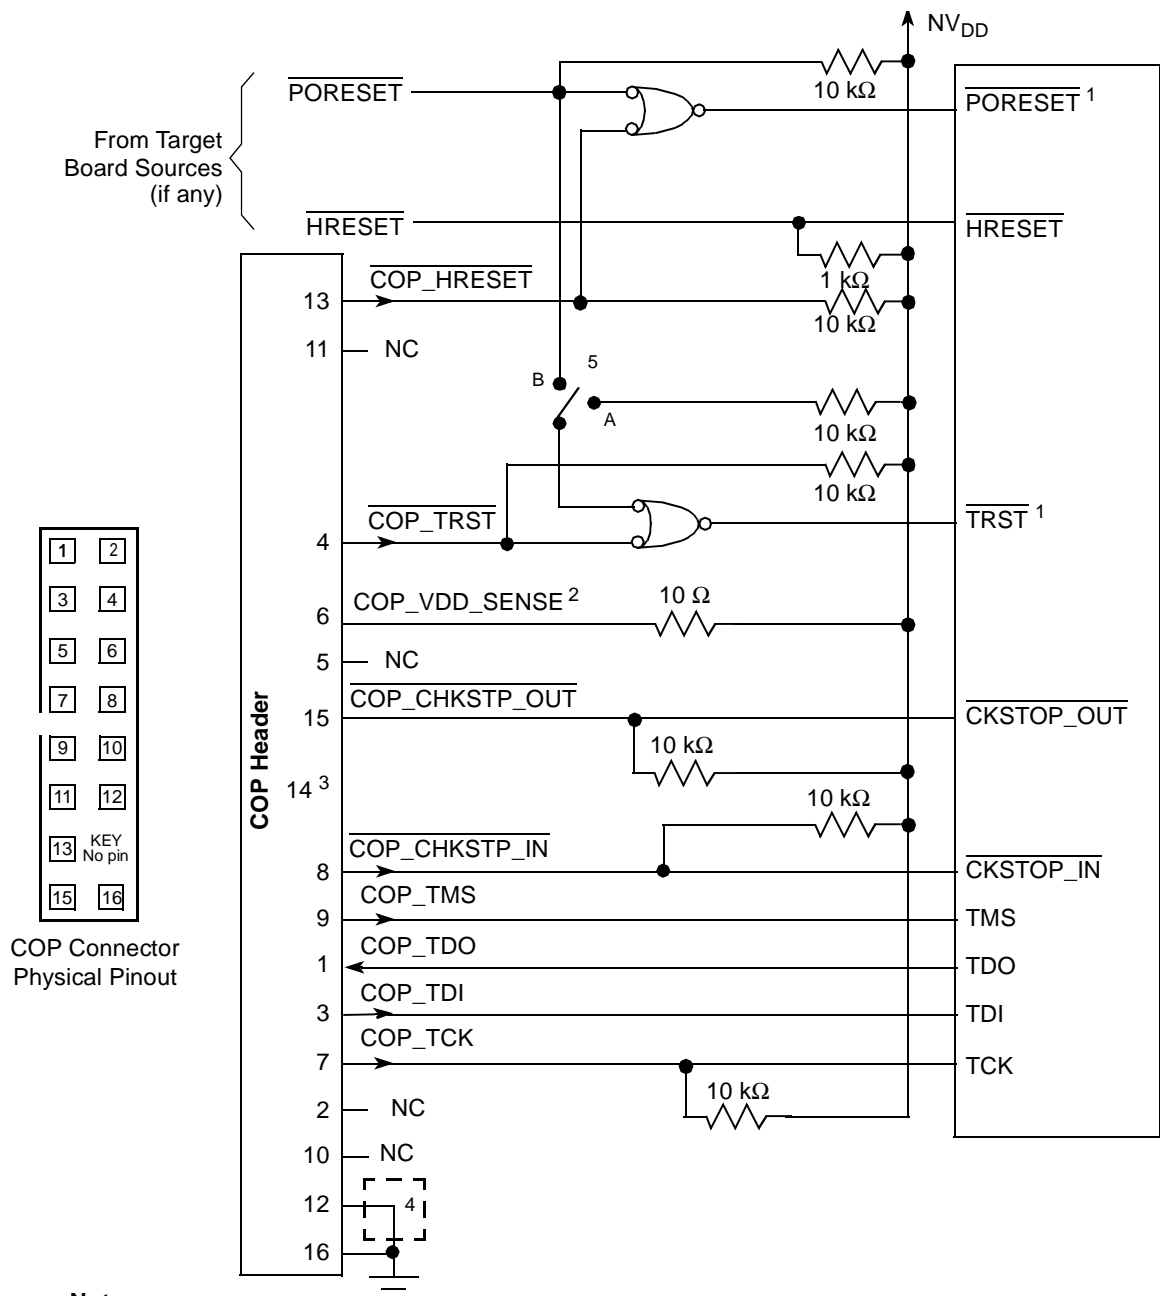 NVDD
10 kΩ
PORESET
PORESET 1
From Target
Board Sources
(if any)
HRESET
HRESET
1 kΩ
COP_HRESET
13
10 kΩ
11 NC
B 5
A
10 kΩ
10 kΩ
COP_TRST
4
TRST 1
COP_VDD_SENSE 2
10 Ω
6
5 NC
COP_CHKSTP_OUT
15
CKSTOP_OUT
10 kΩ
14 3
10 kΩ
COP_CHKSTP_IN
8
CKSTOP_IN
COP_TMS
9
TMS
COP_TDO
1
TDO
COP_TDI
3
TDI
COP_TCK
7
TCK
10 kΩ
2 NC
10 NC
12 4
16
COP Header
1 2
3 4
5 6
7 8
9 10
11 12
13 KEY
No pin
15 16
COP Connector
Physical Pinout